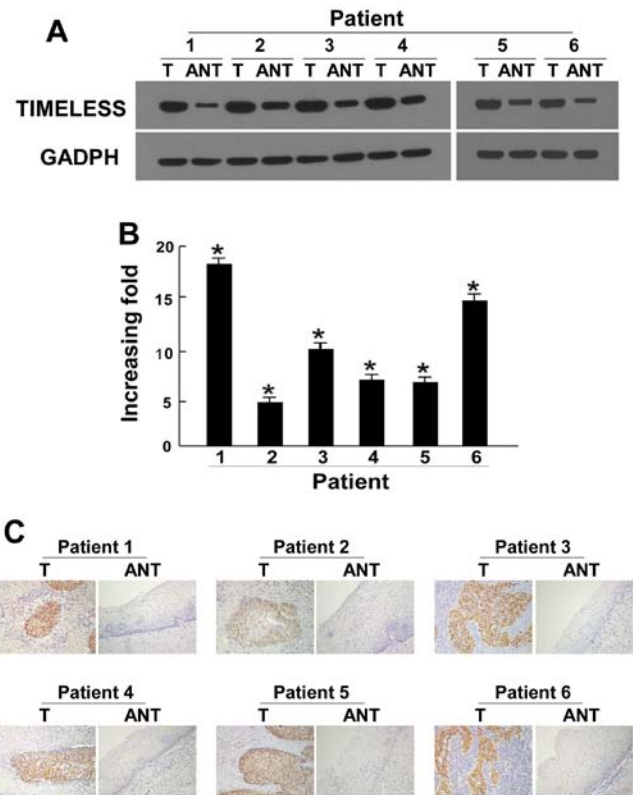 A
Patient
1 2 3 4 5 6
T ANT T ANT T ANT T ANT T ANT T ANT
TIMELESS
GADPH
B
20
15
10
5
0
Increasing fold
* * * * * *
1 2 3 4 5 6
Patient
C
Patient 1 Patient 2 Patient 3
T ANT T ANT T ANT
Patient 4 Patient 5 Patient 6
T ANT T ANT T ANT